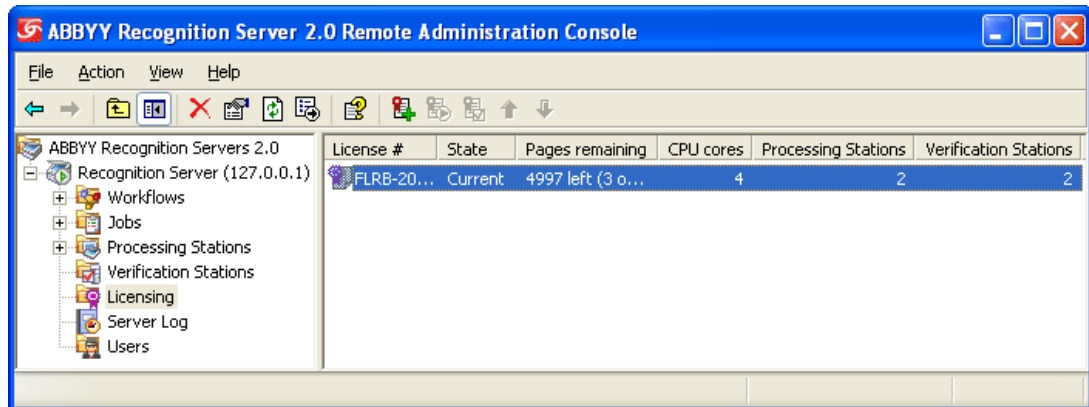 ABBYY Recognition Server 2.0 Remote Administration Console
File Action View Help
ABBYY Recognition Servers 2.0
Recognition Server (127.0.0.1)
Workflows
Jobs
Processing Stations
Verification Stations
Licensing
Server Log
Users
License # State Pages remaining CPU cores Processing Stations Verification Stations
FLRB-20... Current 4997 left (3 o... 4 2 2